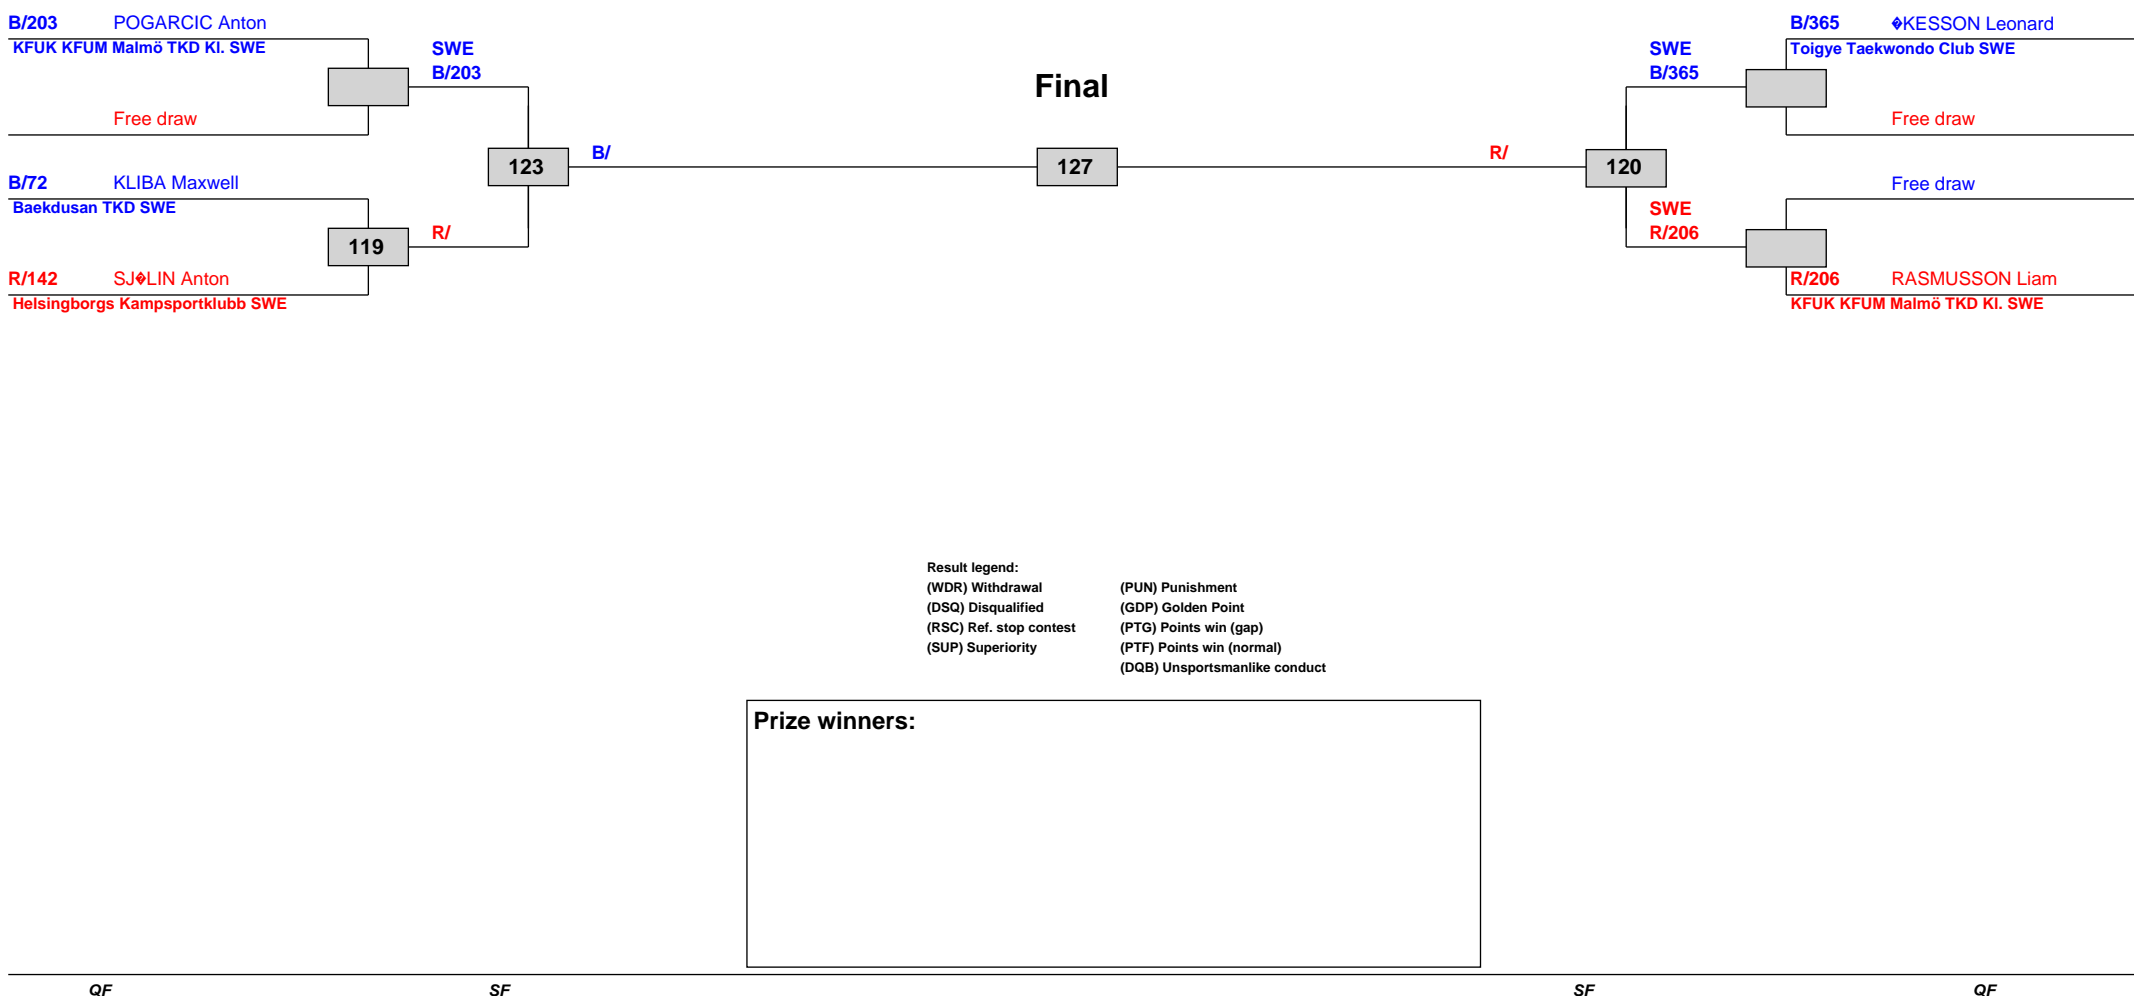 B/203 POGARCIC Anton
KFUK KFUM Malmö TKD Kl. SWE
SWE
B/203
Free draw
B/72 KLIBA Maxwell
Baekdusan TKD SWE
119
R/
R/142 SJ�LIN Anton
Helsingborgs Kampsportklubb SWE
123
B/
Final
127
R/
120
SWE
B/365
B/365 �KESSON Leonard
Toigye Taekwondo Club SWE
Free draw
Free draw
SWE
R/206
R/206 RASMUSSON Liam
KFUK KFUM Malmö TKD Kl. SWE
Result legend:
(WDR) Withdrawal (PUN) Punishment
(DSQ) Disqualified (GDP) Golden Point
(RSC) Ref. stop contest (PTG) Points win (gap)
(SUP) Superiority (PTF) Points win (normal)
(DQB) Unsportsmanlike conduct
Prize winners:
QF SF SF QF